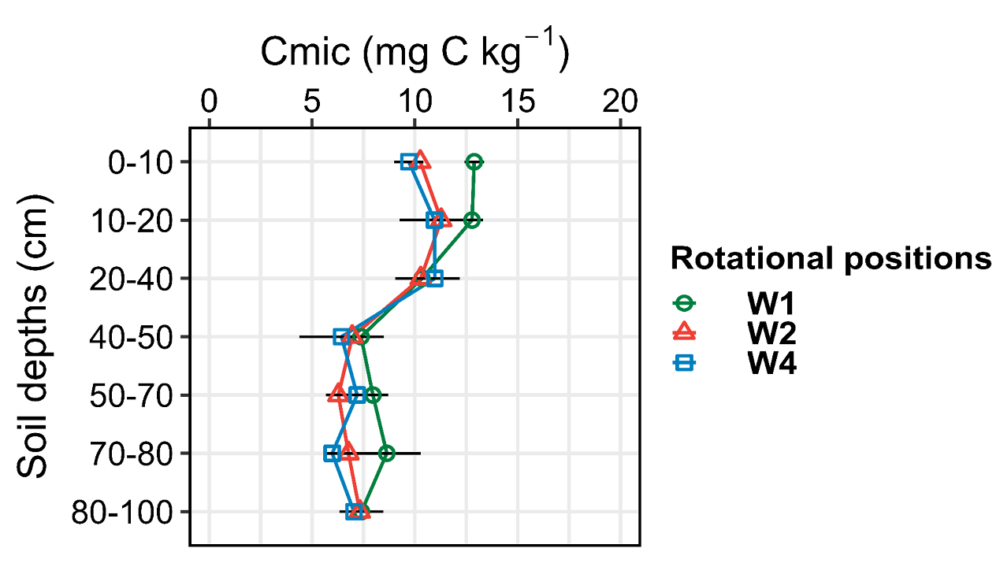 Cmic (mg C kg⁻¹)
0 5 10 15 20
Soil depths (cm)
0-10
10-20
20-40
40-50
50-70
70-80
80-100
Rotational positions
W1
W2
W4